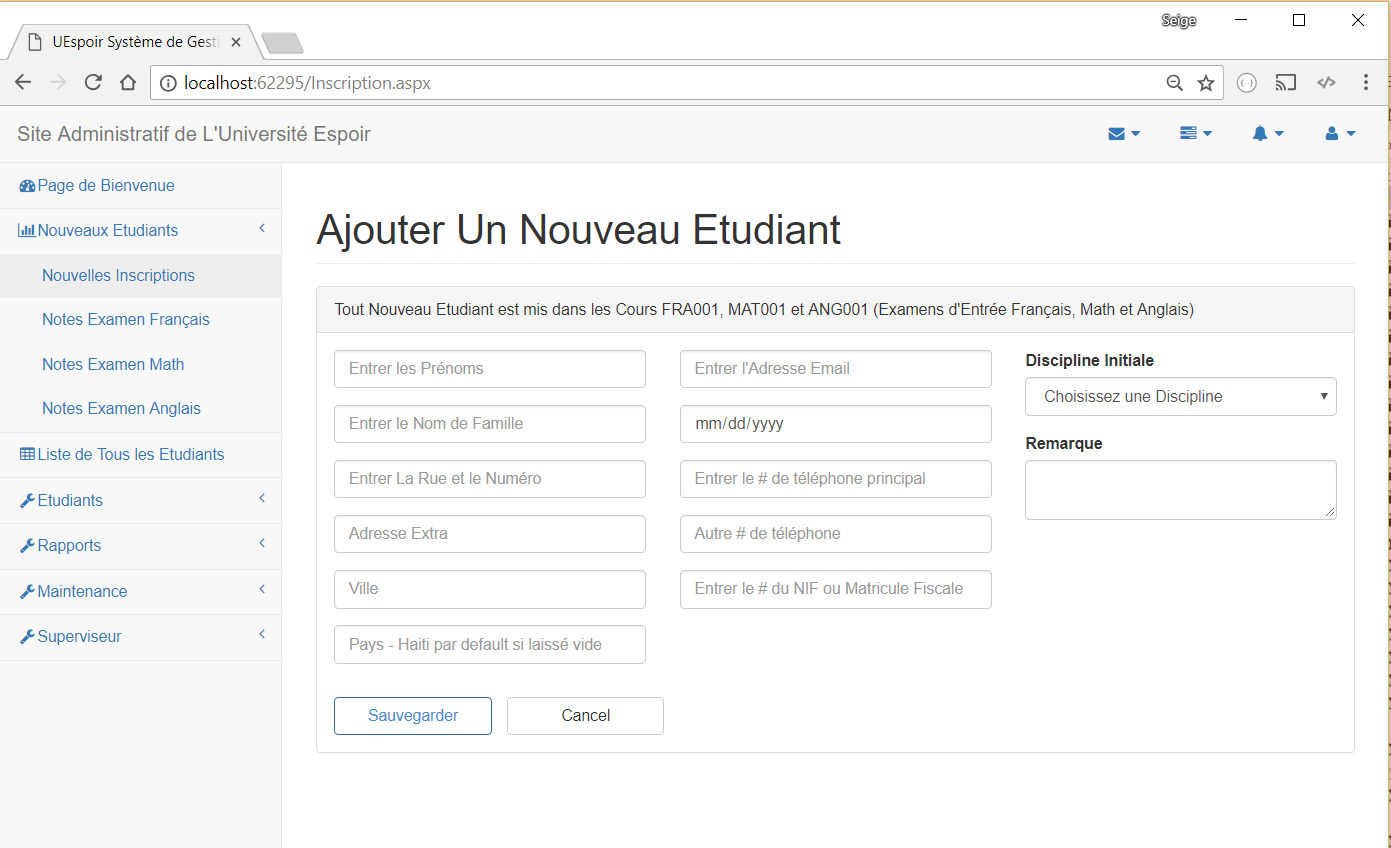 Seige
UEspoir Système de Gesti
localhost:62295/Inscription.aspx
Site Administratif de L'Université Espoir
Page de Bienvenue
Nouveaux Etudiants
Nouvelles Inscriptions
Notes Examen Français
Notes Examen Math
Notes Examen Anglais
Liste de Tous les Etudiants
Etudiants
Rapports
Maintenance
Superviseur
Ajouter Un Nouveau Etudiant
Tout Nouveau Etudiant est mis dans les Cours FRA001, MAT001 et ANG001 (Examens d'Entrée Français, Math et Anglais)
Entrer les Prénoms
Entrer le Nom de Famille
Entrer La Rue et le Numéro
Adresse Extra
Ville
Pays - Haiti par default si laissé vide
Entrer l'Adresse Email
mm/dd/yyyy
Entrer le # de téléphone principal
Autre # de téléphone
Entrer le # du NIF ou Matricule Fiscale
Discipline Initiale
Choisissez une Discipline
Remarque
Sauvegarder
Cancel